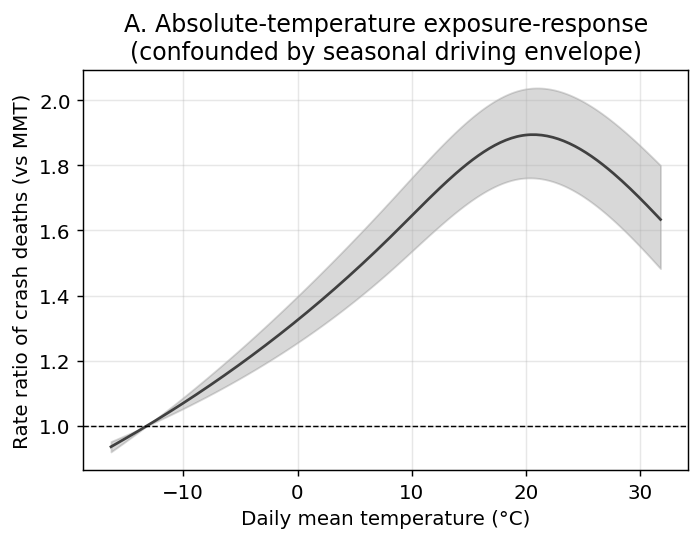 A. Absolute-temperature exposure-response
(confounded by seasonal driving envelope)
Rate ratio of crash deaths (vs MMT)
2.0
1.8
1.6
1.4
1.2
1.0
−10
0
10
20
30
Daily mean temperature (°C)